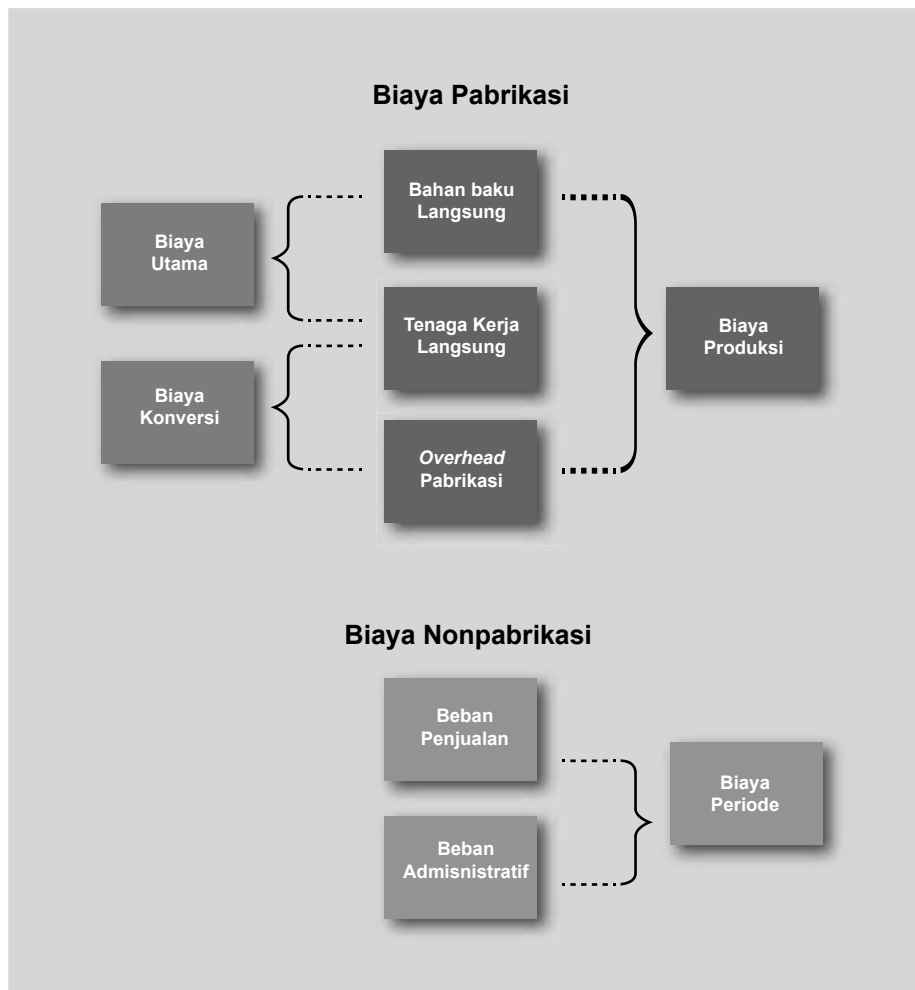 Biaya Pabrikasi
Bahan baku
Langsung
Biaya
Utama
Tenaga Kerja
Langsung
Biaya
Produksi
Biaya
Konversi
Overhead
Pabrikasi
Biaya Nonpabrikasi
Beban
Penjualan
Biaya
Periode
Beban
Admisnistratif